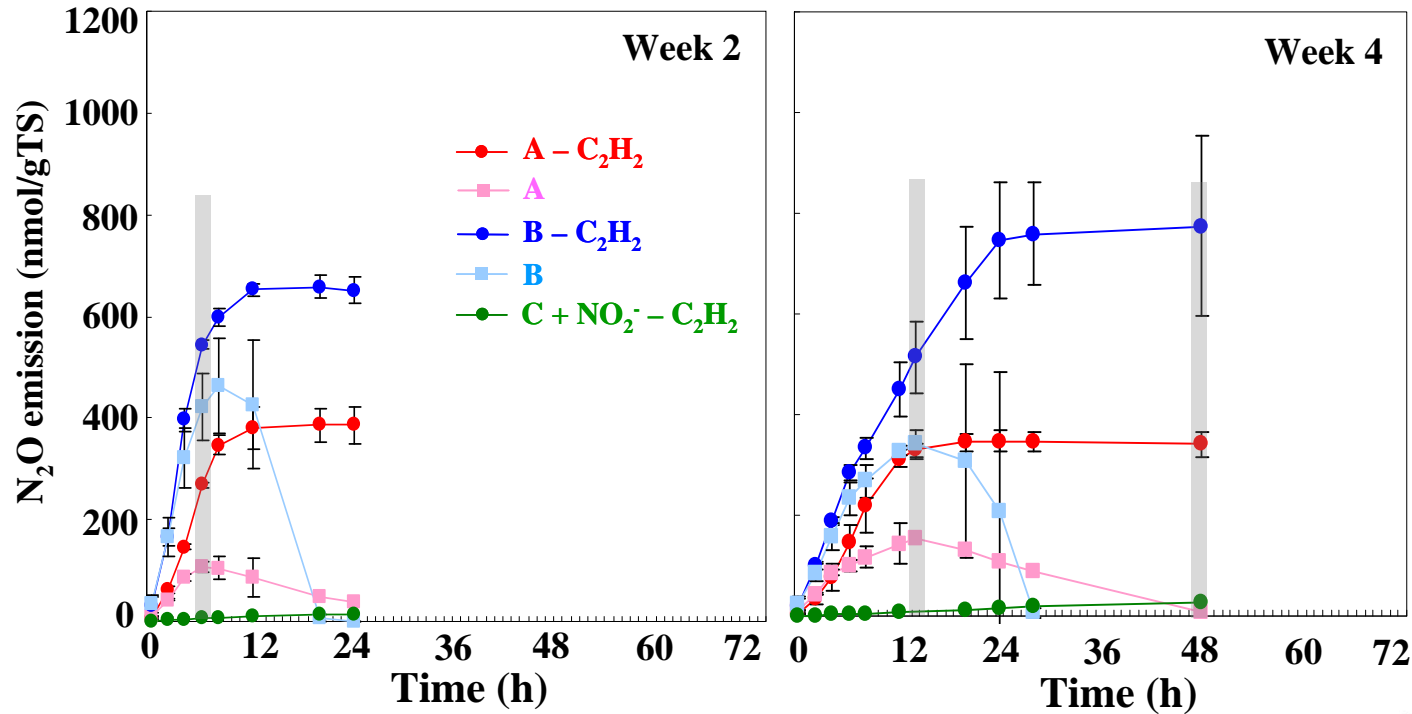 N₂O emission (nmol/gTS)
1200
1000
800
600
400
200
0
Week 2
A – C₂H₂
A
B – C₂H₂
B
C + NO₂⁻ – C₂H₂
0 12 24 36 48 60 72
Time (h)
Week 4
0 12 24 36 48 60 72
Time (h)